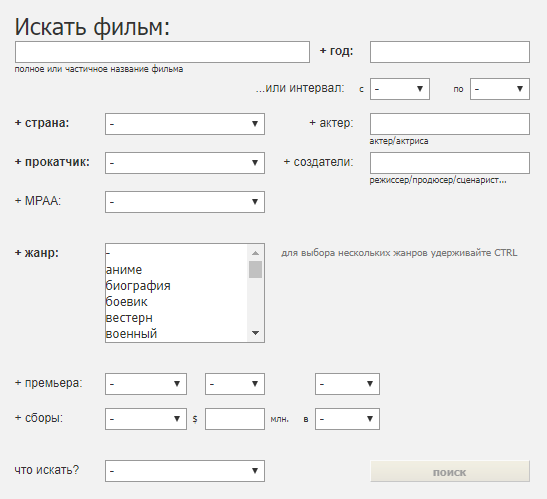 Искать фильм:
+ год:
полное или частичное название фильма
...или интервал: с - по -
+ страна: - + актер:
актер/актриса
+ прокатчик: - + создатели:
режиссер/продюсер/сценарист...
+ MPAA: -
+ жанр: - для выбора нескольких жанров удерживайте CTRL
аниме
биография
боевик
вестерн
военный
+ премьера: - - -
+ сборы: - $ млн. в -
что искать? - поиск